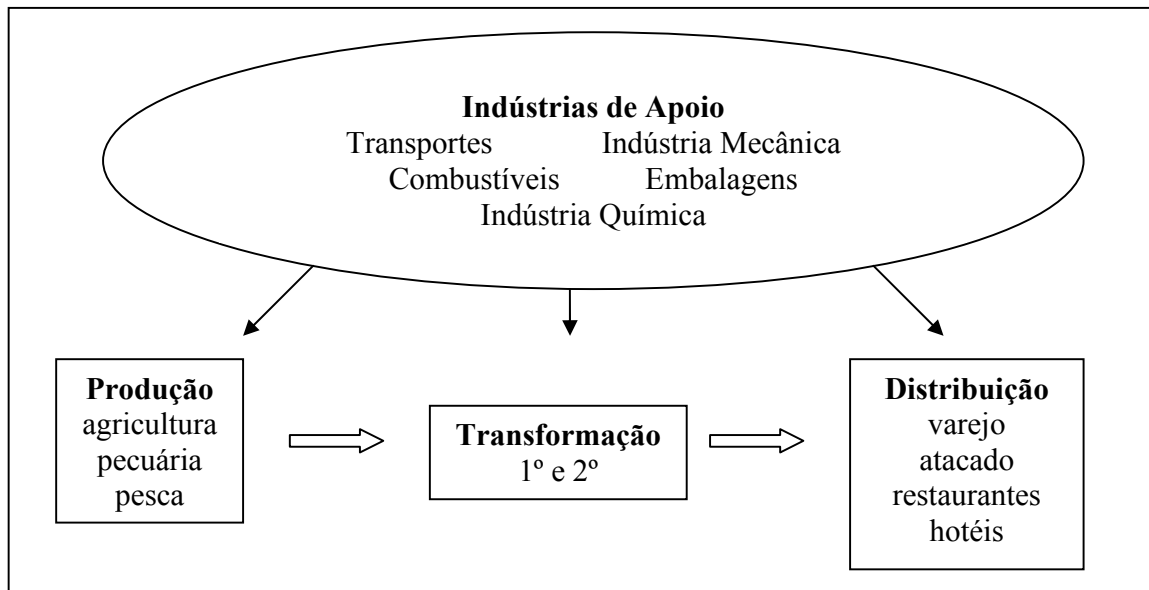 Indústrias de Apoio
Transportes Indústria Mecânica
Combustíveis Embalagens
Indústria Química
Produção
agricultura
pecuária
pesca
Transformação
1º e 2º
Distribuição
varejo
atacado
restaurantes
hotéis